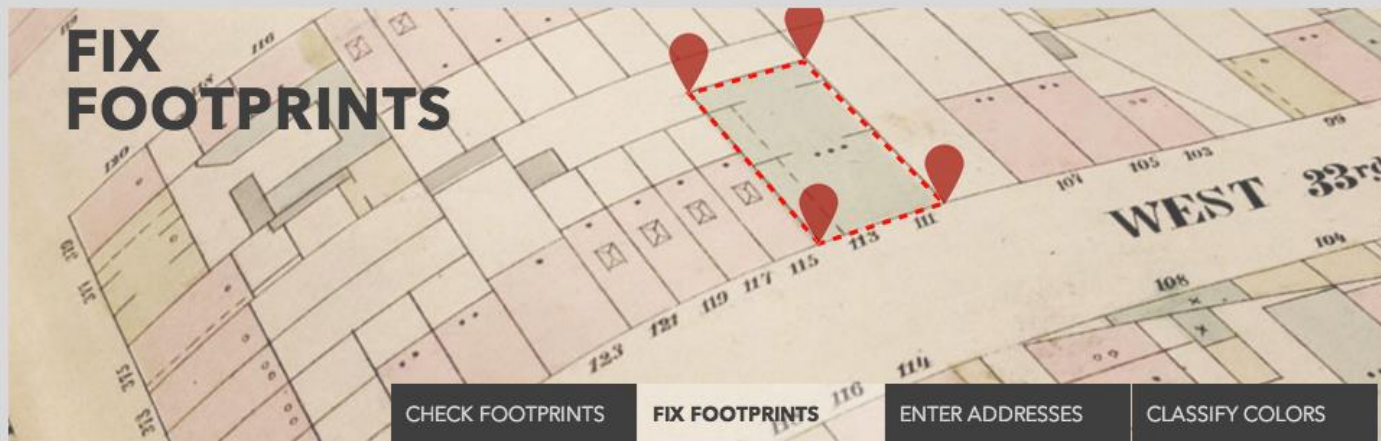 FIX
FOOTPRINTS
116
118
120
99
103
105
107
WEST 33rd
111
113
115
117
119
121
123
104
108
114
116
CHECK FOOTPRINTS
FIX FOOTPRINTS
ENTER ADDRESSES
CLASSIFY COLORS